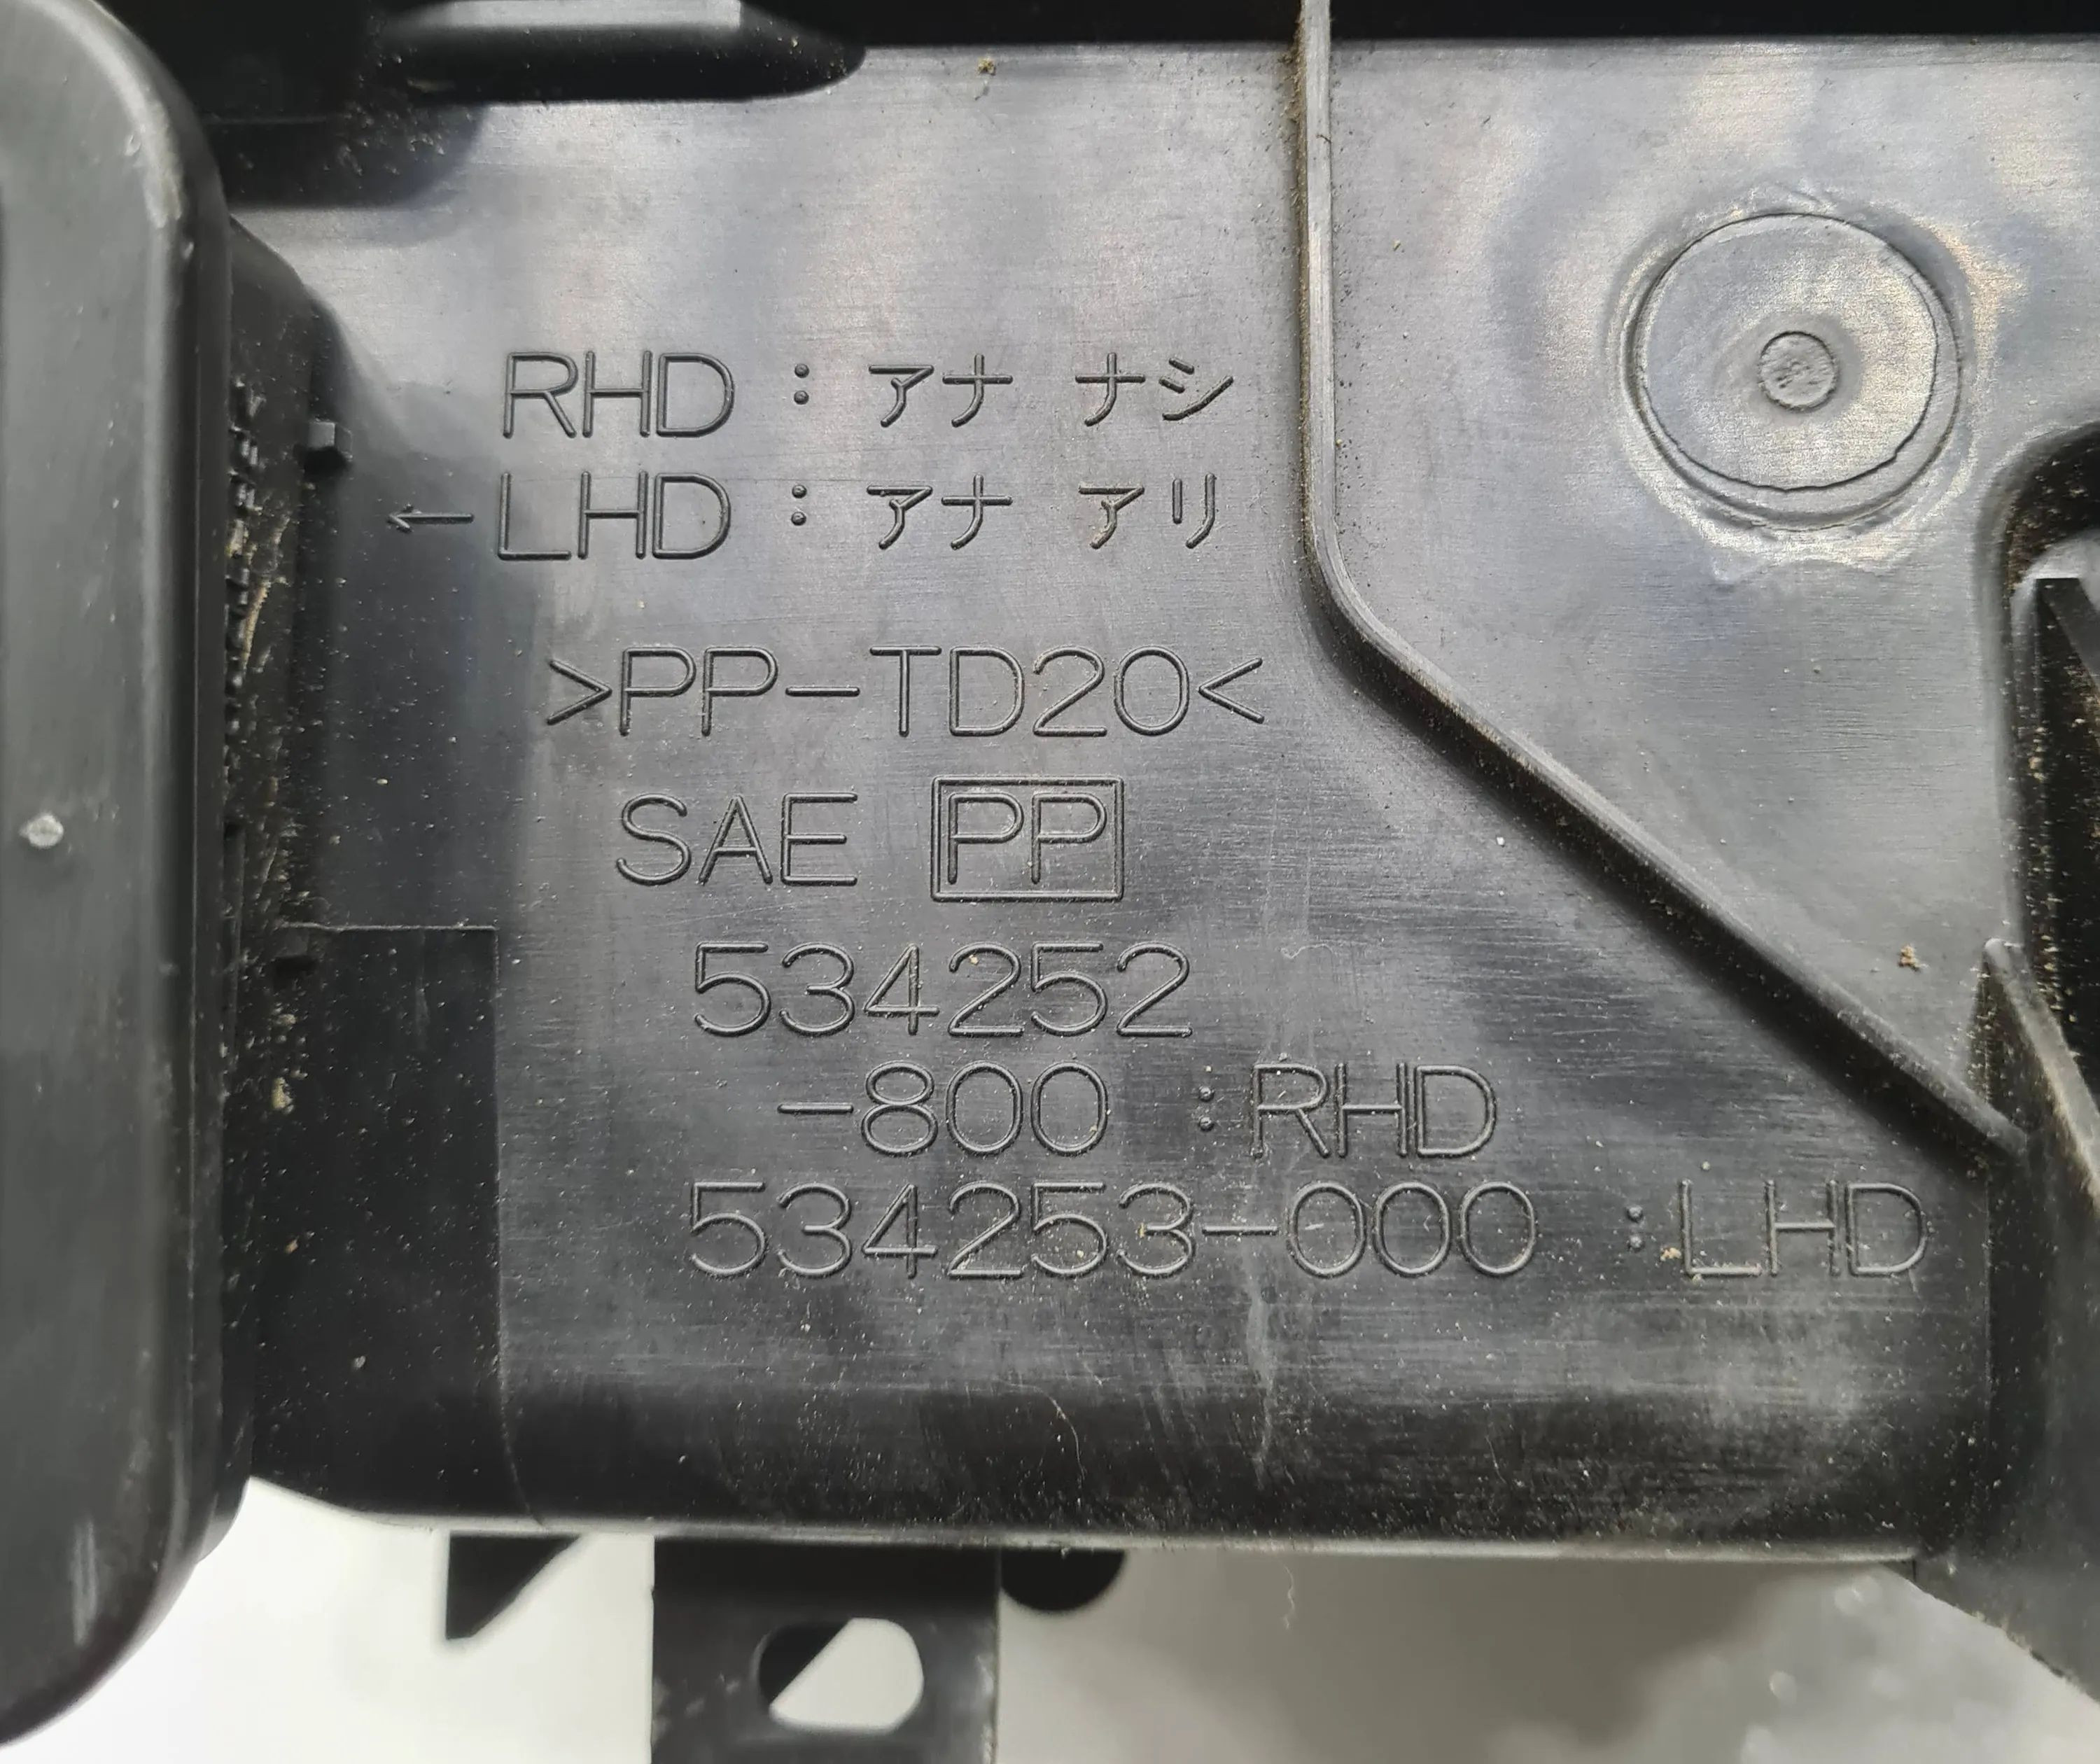 RHD : アナ ナシ
←LHD : アナ アリ
>PP-TD20<
SAE PP
534252
-800 :RHD
534253-000 :LHD